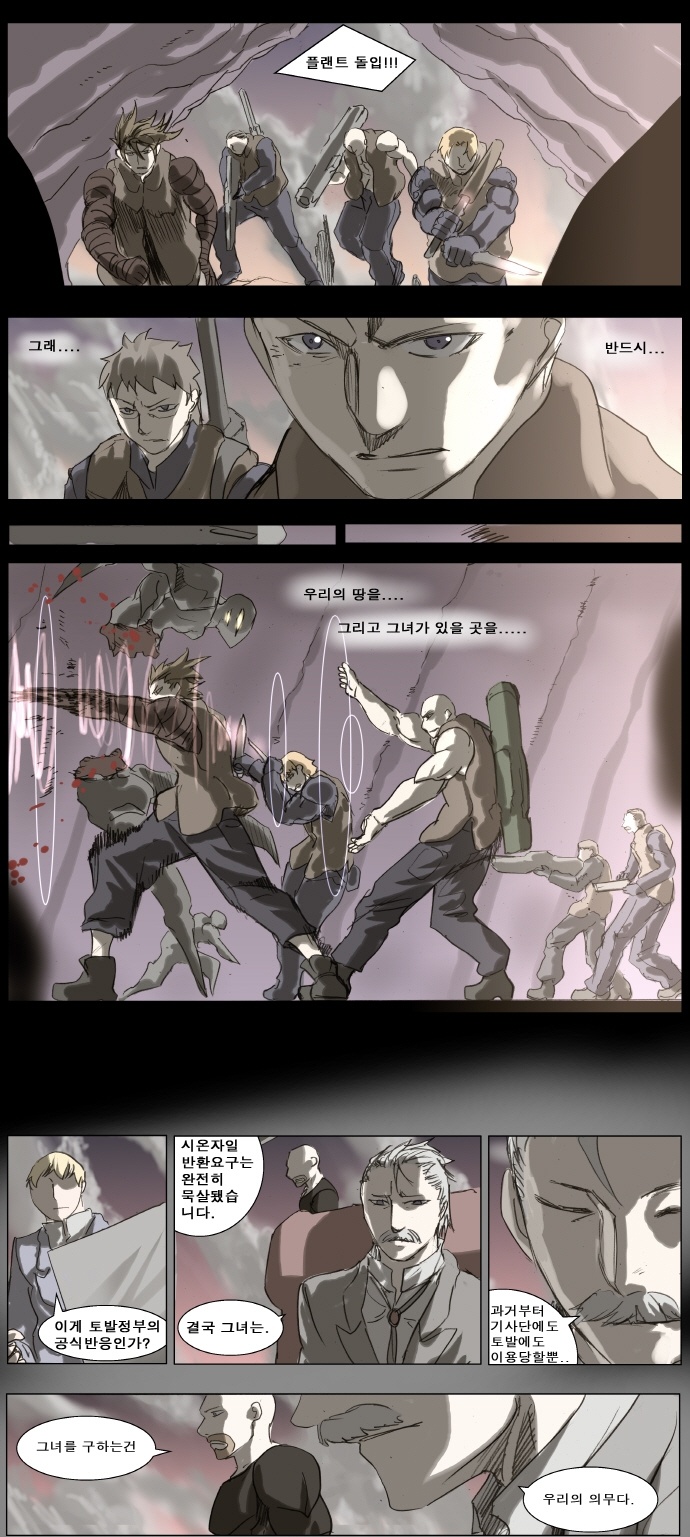 플랜트 돌입!!!
그래....
반드시...
우리의 땅을....
그리고 그녀가 있을 곳을.....
이게 토발정부의
공식반응인가?
시온자일
반환요구는
완전히
묵살됐습
니다.
결국 그녀는.
과거부터
기사단에도
토발에도
이용당할뿐..
그녀를 구하는건
우리의 의무다.